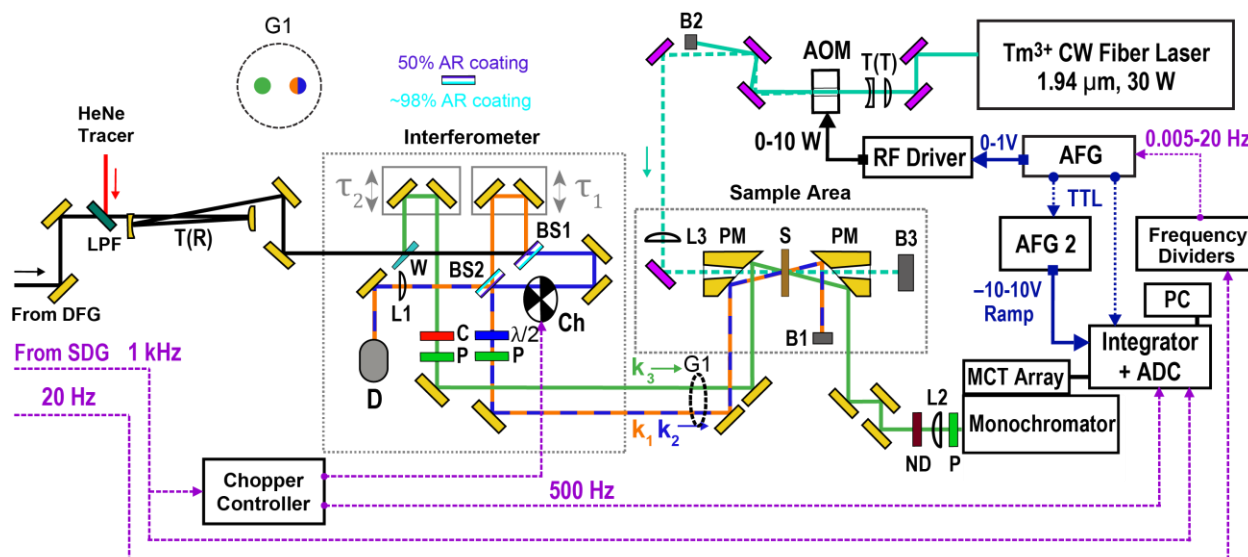 G1
50% AR coating
~98% AR coating
HeNe
Tracer
LPF
T(R)
From DFG
Interferometer
τ2
τ1
BS1
W
BS2
L1
Ch
C
λ/2
P
P
D
k3
G1
k1 k2
B2
AOM
T(T)
Tm3+ CW Fiber Laser
1.94 μm, 30 W
0-10 W
RF Driver
0-1V
AFG
0.005-20 Hz
TTL
AFG 2
Frequency
Dividers
–10-10V
Ramp
PC
Integrator
+ ADC
Sample Area
L3
PM
S
PM
B3
B1
MCT Array
L2
Monochromator
ND
P
From SDG 1 kHz
20 Hz
Chopper
Controller
500 Hz